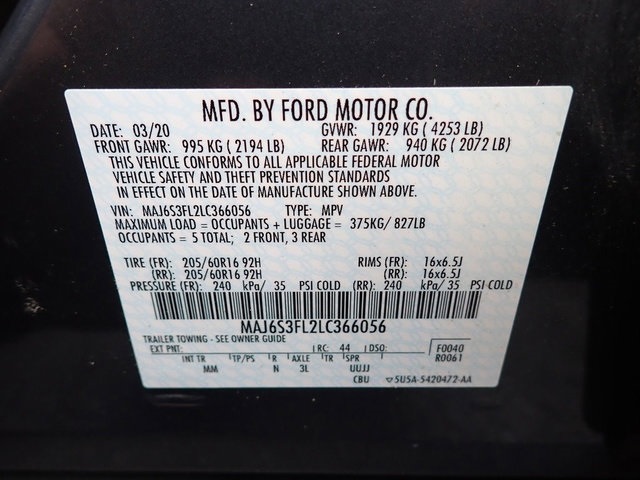 MFD. BY FORD MOTOR CO.
DATE: 03/20 GVWR: 1929 KG ( 4253 LB)
FRONT GAWR: 995 KG ( 2194 LB) REAR GAWR: 940 KG ( 2072 LB)
THIS VEHICLE CONFORMS TO ALL APPLICABLE FEDERAL MOTOR
VEHICLE SAFETY AND THEFT PREVENTION STANDARDS
IN EFFECT ON THE DATE OF MANUFACTURE SHOWN ABOVE.
VIN: MAJ6S3FL2LC366056 TYPE: MPV
MAXIMUM LOAD = OCCUPANTS + LUGGAGE = 375KG/ 827LB
OCCUPANTS = 5 TOTAL; 2 FRONT, 3 REAR
TIRE (FR): 205/60R16 92H RIMS (FR): 16x6.5J
(RR): 205/60R16 92H (RR): 16x6.5J
PRESSURE (FR): 240 kPa/ 35 PSI COLD (RR): 240 kPa/ 35 PSI COLD
MAJ6S3FL2LC366056
TRAILER TOWING - SEE OWNER GUIDE
EXT PNT: RC: 44 DSO: F0040
INT TR TP/PS R AXLE TR SPR R0061
MM N 3L UUJJ
CBU ▽5U5A-5420472-AA